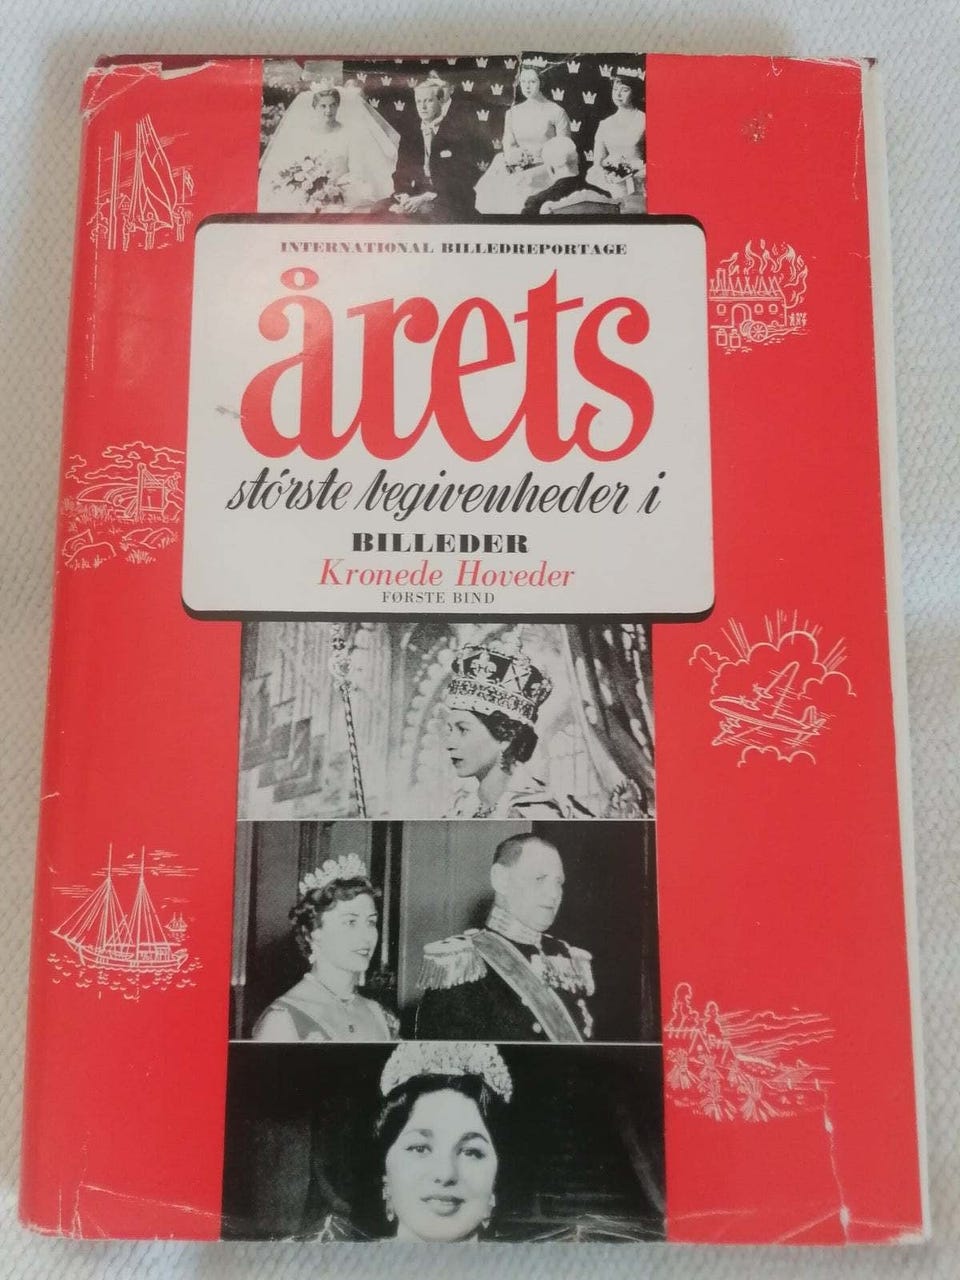 INTERNATIONAL BILLEDREPORTAGE
årets
største begivenheder i
BILLEDER
Kronede Hoveder
FØRSTE BIND